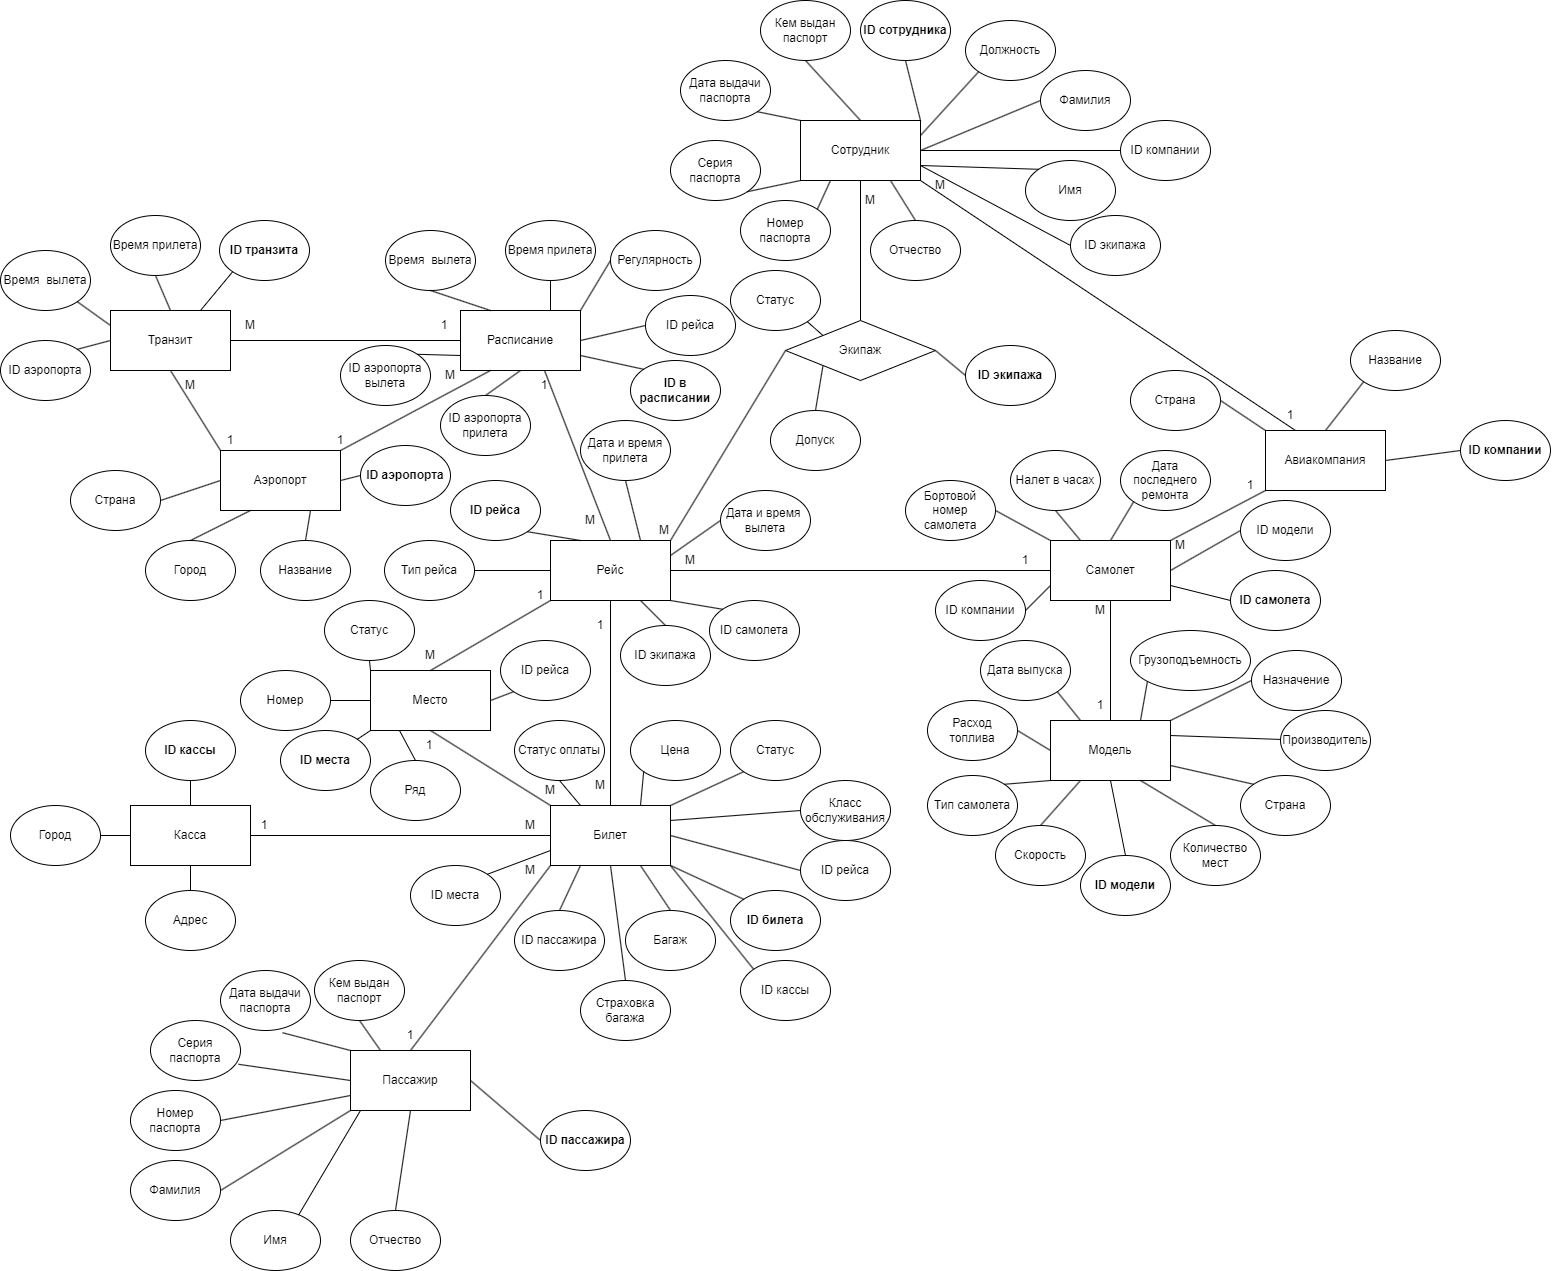 Кем выдан
паспорт
ID сотрудника
Должность
Дата выдачи
паспорта
Фамилия
Сотрудник
ID компании
Серия
паспорта
Имя
M
M
Номер
паспорта
Отчество
ID экипажа
Время вылета
Время прилета
ID транзита
Время вылета
Время прилета
Регулярность
Статус
Транзит
M
1
Расписание
ID рейса
Экипаж
ID аэропорта
ID аэропорта
вылета
M
1
ID в
расписании
ID экипажа
Название
M
Страна
1
1
1
ID аэропорта
прилета
Дата и время
прилета
Допуск
Авиакомпания
ID компании
Аэропорт
ID аэропорта
Страна
Налет в часах
Дата
последнего
ремонта
1
Бортовой
номер
самолета
ID рейса
M
M
Дата и время
вылета
ID модели
M
Город
Название
Тип рейса
Рейс
M
1
Самолет
ID самолета
1
ID компании
M
Статус
1
ID самолета
M
ID экипажа
ID рейса
Дата выпуска
Грузоподъемность
Назначение
Номер
Место
1
Расход
топлива
Производитель
ID кассы
ID места
1
Статус оплаты
Цена
Статус
Модель
Ряд
M
M
Тип самолета
Страна
Класс
обслуживания
Город
Касса
1
M
Билет
Скорость
Количество
мест
M
ID рейса
ID модели
ID места
Адрес
ID пассажира
Багаж
ID билета
Дата выдачи
паспорта
Кем выдан
паспорт
Страховка
багажа
ID кассы
1
Серия
паспорта
Пассажир
Номер
паспорта
ID пассажира
Фамилия
Имя
Отчество